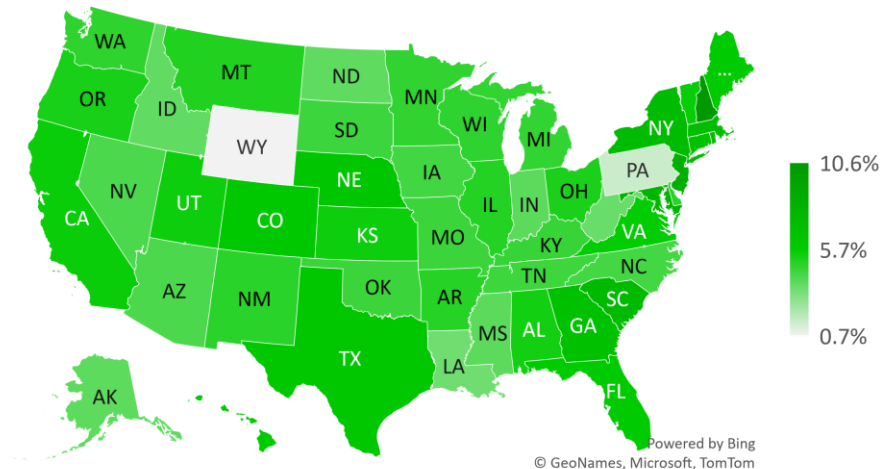 WA
MT
ND
MN
...
OR
ID
SD
WI
MI
NY
WY
10.6%
NE
IA
PA
NV
UT
IL
IN
OH
CA
CO
KS
MO
KY
VA
5.7%
AZ
NM
OK
AR
TN
NC
SC
MS
AL
GA
0.7%
TX
LA
AK
FL
Powered by Bing
© GeoNames, Microsoft, TomTom